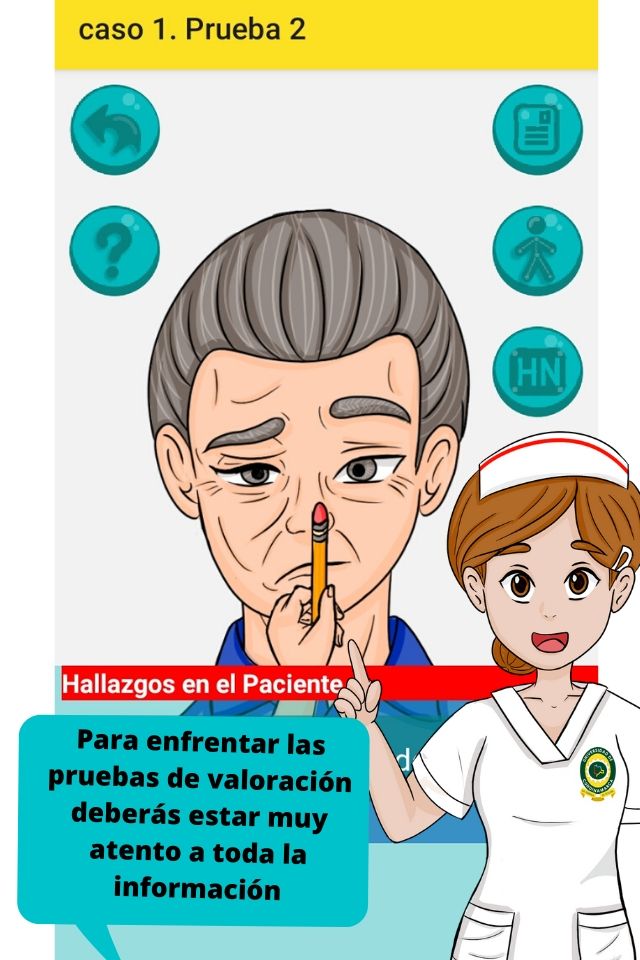 caso 1. Prueba 2
HN
Hallazgos en el Paciente
Para enfrentar las
pruebas de valoración
deberás estar muy
atento a toda la
información